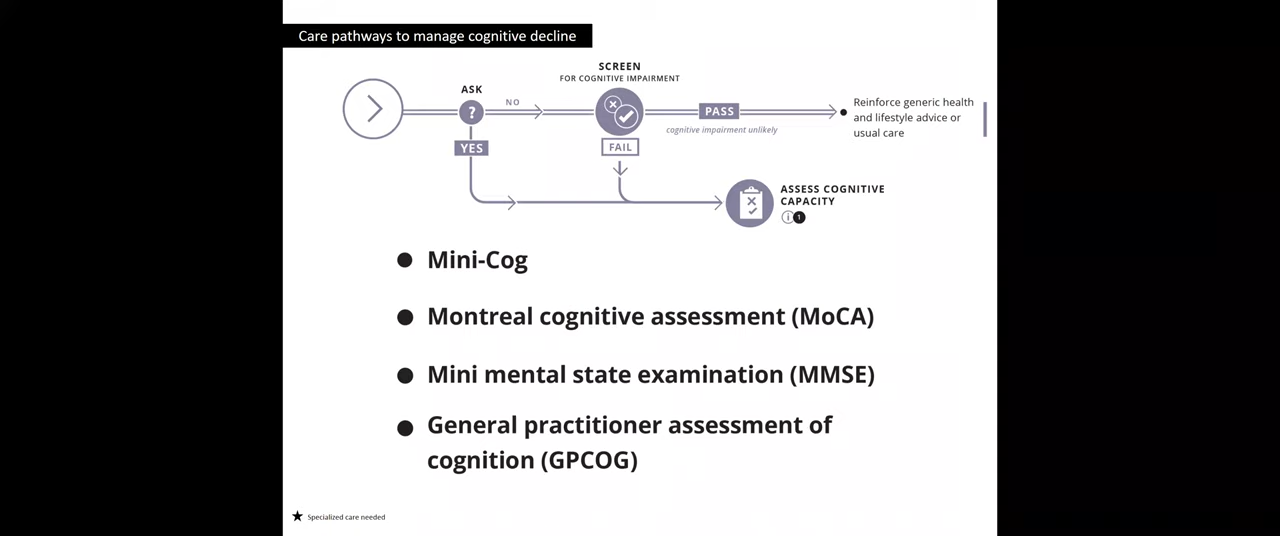 Care pathways to manage cognitive decline
SCREEN
FOR COGNITIVE IMPAIRMENT
ASK
?
NO
PASS
cognitive impairment unlikely
Reinforce generic health
and lifestyle advice or
usual care
YES
FAIL
ASSESS COGNITIVE
CAPACITY
i 1
● Mini-Cog
● Montreal cognitive assessment (MoCA)
● Mini mental state examination (MMSE)
● General practitioner assessment of
cognition (GPCOG)
★ Specialized care needed